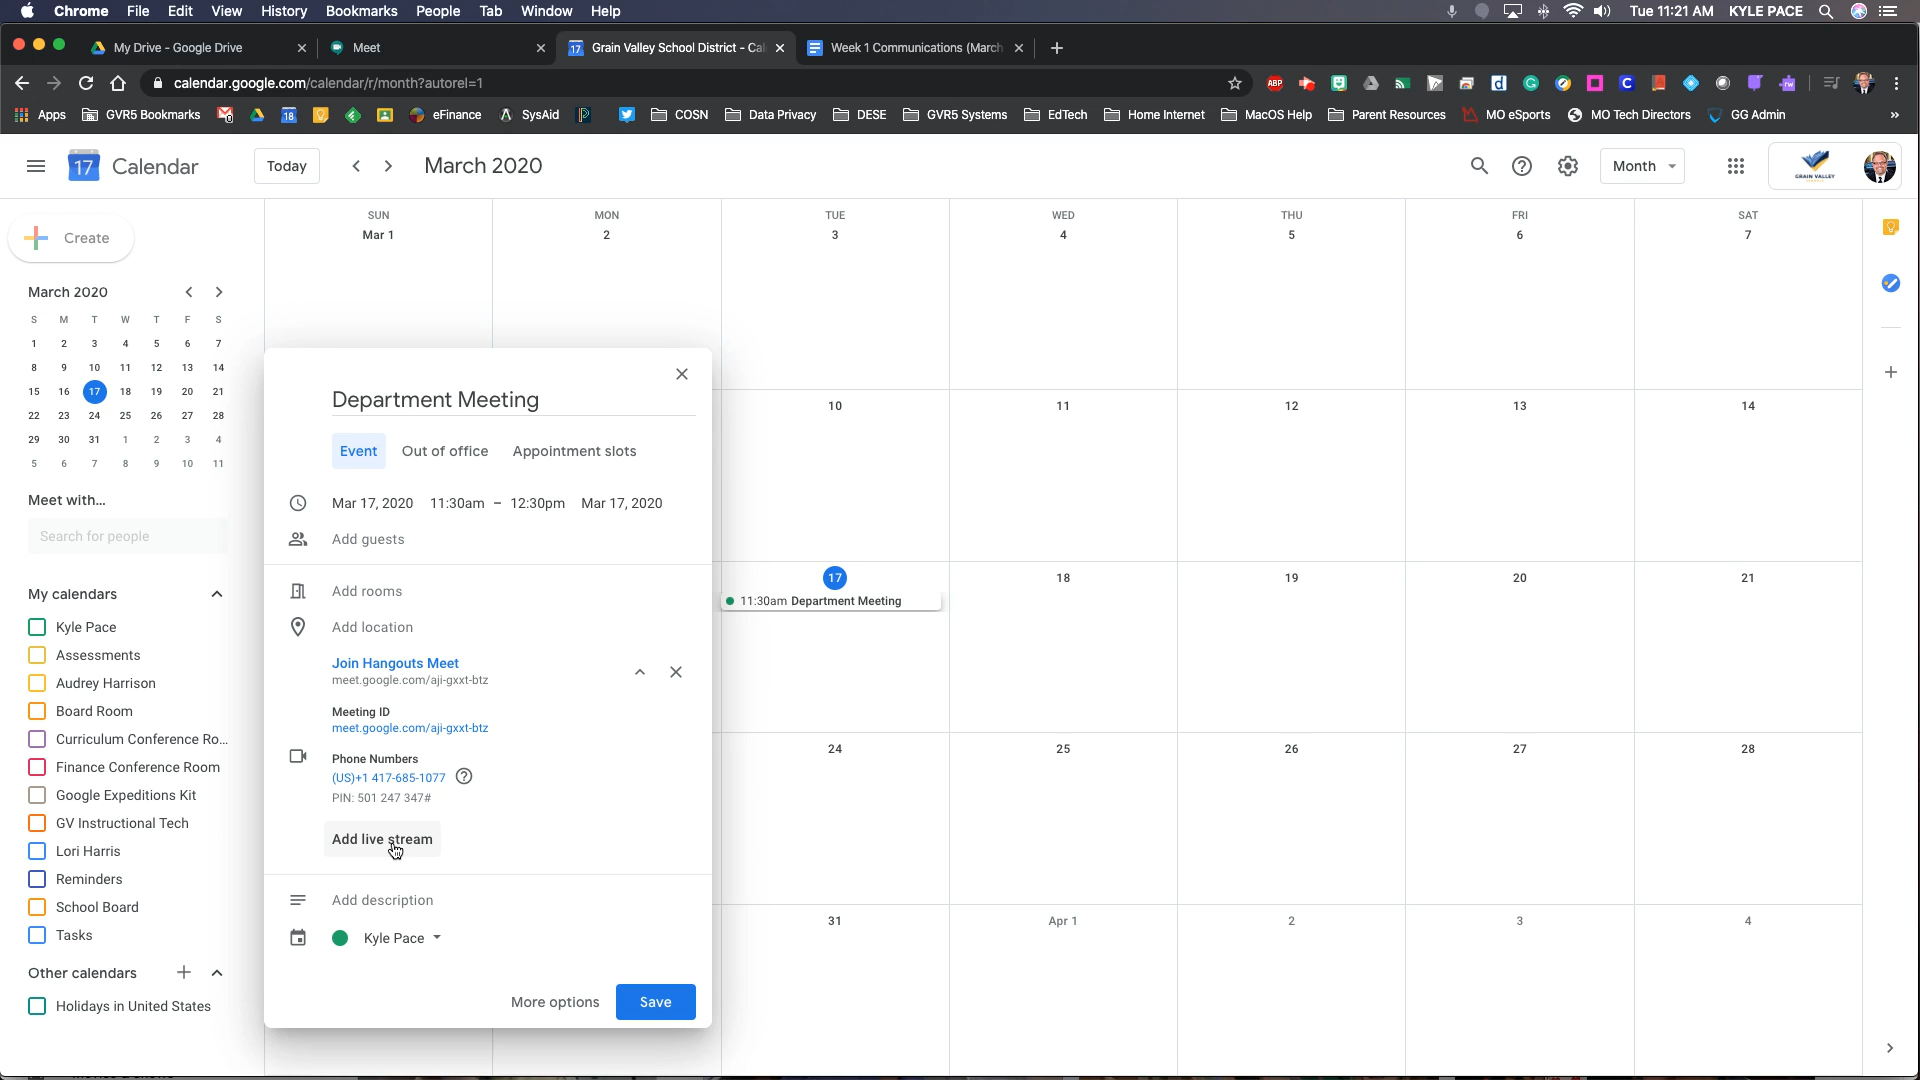 Chrome File Edit View History Bookmarks People Tab Window Help Tue 11:21 AM KYLE PACE
My Drive - Google Drive Meet Grain Valley School District - Cal Week 1 Communications (March
calendar.google.com/calendar/r/month?autorel=1
Apps GVR5 Bookmarks eFinance SysAid COSN Data Privacy DESE GVR5 Systems EdTech Home Internet MacOS Help Parent Resources MO eSports MO Tech Directors GG Admin »
17 Calendar Today March 2020 Month GRAIN VALLEY
Create
SUN MON TUE WED THU FRI SAT
Mar 1 2 3 4 5 6 7
March 2020
S M T W T F S
1 2 3 4 5 6 7
8 9 10 11 12 13 14
15 16 17 18 19 20 21
22 23 24 25 26 27 28
29 30 31 1 2 3 4
5 6 7 8 9 10 11
Meet with...
Search for people
My calendars
Kyle Pace
Assessments
Audrey Harrison
Board Room
Curriculum Conference Ro...
Finance Conference Room
Google Expeditions Kit
GV Instructional Tech
Lori Harris
Reminders
School Board
Tasks
Other calendars
Holidays in United States
Department Meeting
Event Out of office Appointment slots
Mar 17, 2020 11:30am – 12:30pm Mar 17, 2020
Add guests
Add rooms
Add location
Join Hangouts Meet
meet.google.com/aji-gxxt-btz
Meeting ID
meet.google.com/aji-gxxt-btz
Phone Numbers
(US)+1 417-685-1077
PIN: 501 247 347#
Add live stream
Add description
Kyle Pace
More options Save
10 11 12 13 14
17 18 19 20 21
11:30am Department Meeting
24 25 26 27 28
31 Apr 1 2 3 4